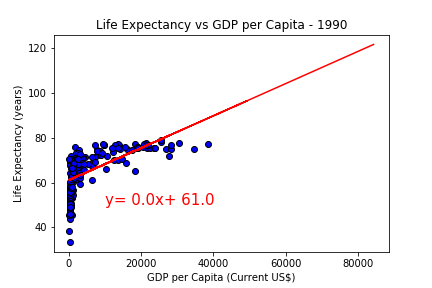 Life Expectancy vs GDP per Capita - 1990
Life Expectancy (years)
120
100
80
60
40
y= 0.0x+ 61.0
0
20000
40000
60000
80000
GDP per Capita (Current US$)